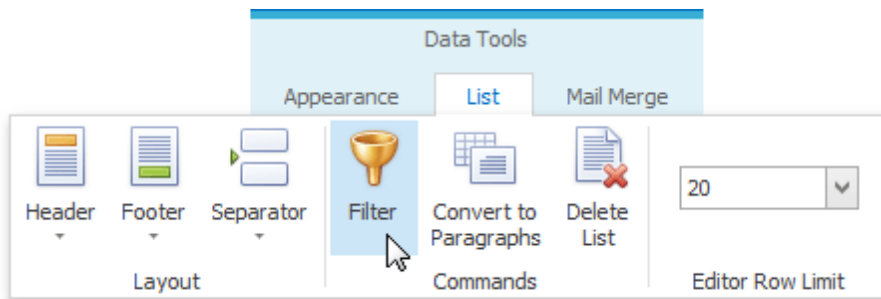 Data Tools
Appearance List Mail Merge
Header Footer Separator Filter Convert to Paragraphs Delete List 20
Layout Commands Editor Row Limit